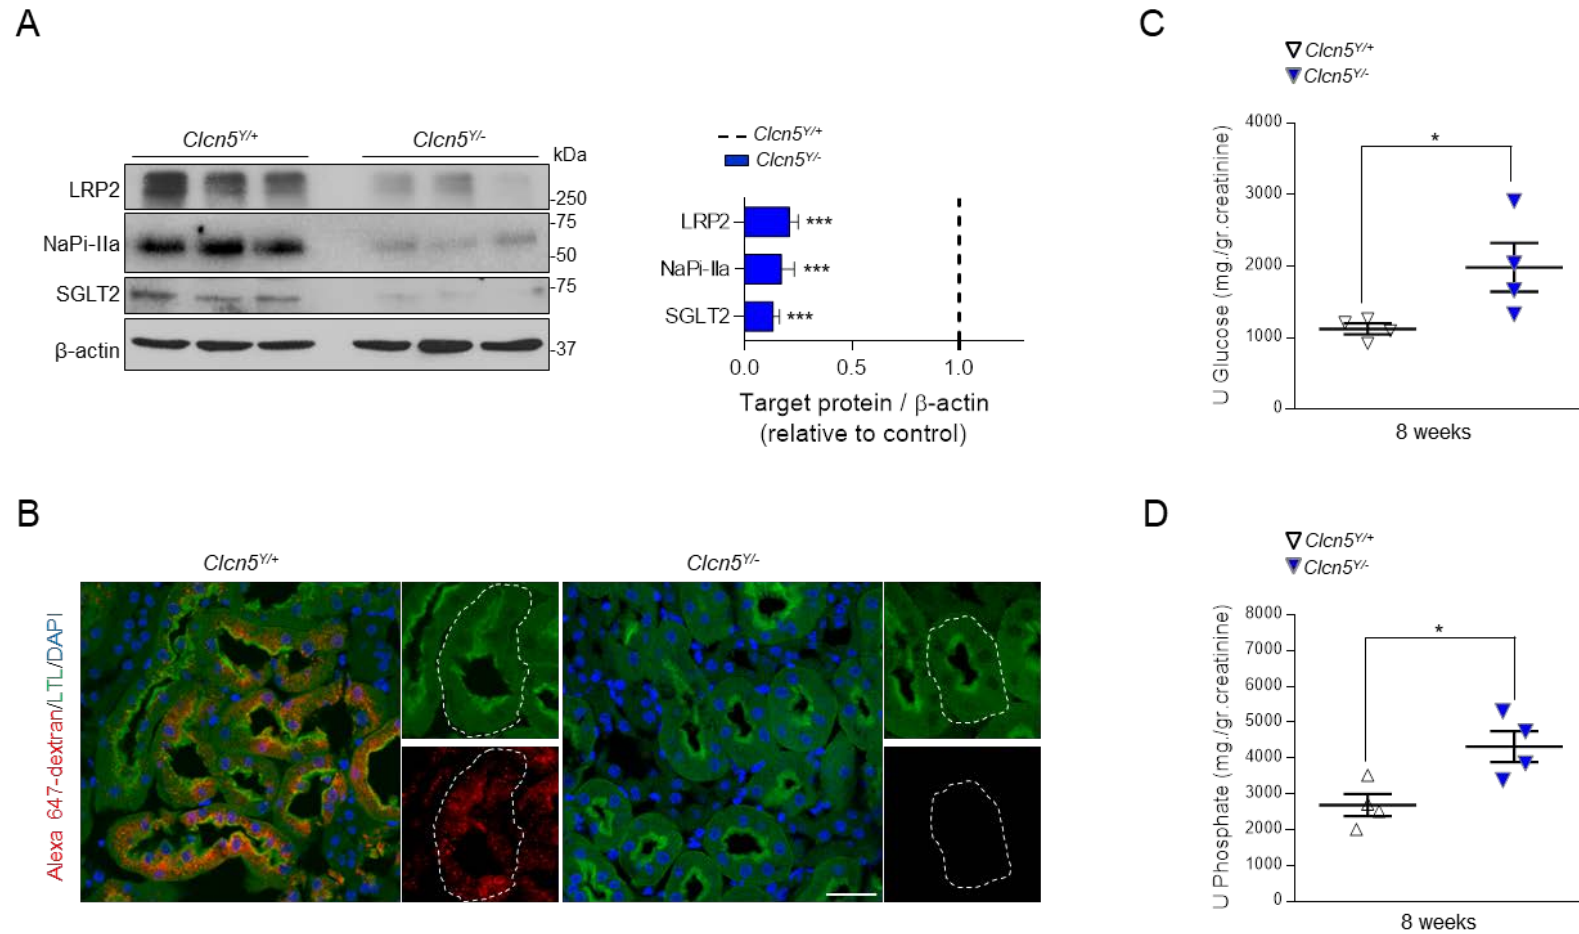 A
Clcn5Y/+
Clcn5Y/-
kDa
LRP2
-250
NaPi-IIa
-75
-50
SGLT2
-75
β-actin
-37
Clcn5Y/+
Clcn5Y/-
LRP2
***
NaPi-IIa
***
SGLT2
***
0.0
0.5
1.0
Target protein / β-actin
(relative to control)
B
Clcn5Y/+
Clcn5Y/-
Alexa 647-dextran/LTL/DAPI
C
Clcn5Y/+
Clcn5Y/-
U Glucose (mg./gr.creatinine)
4000
3000
2000
1000
0
*
8 weeks
D
Clcn5Y/+
Clcn5Y/-
U Phosphate (mg./gr.creatinine)
8000
7000
6000
5000
4000
3000
2000
1000
0
*
8 weeks